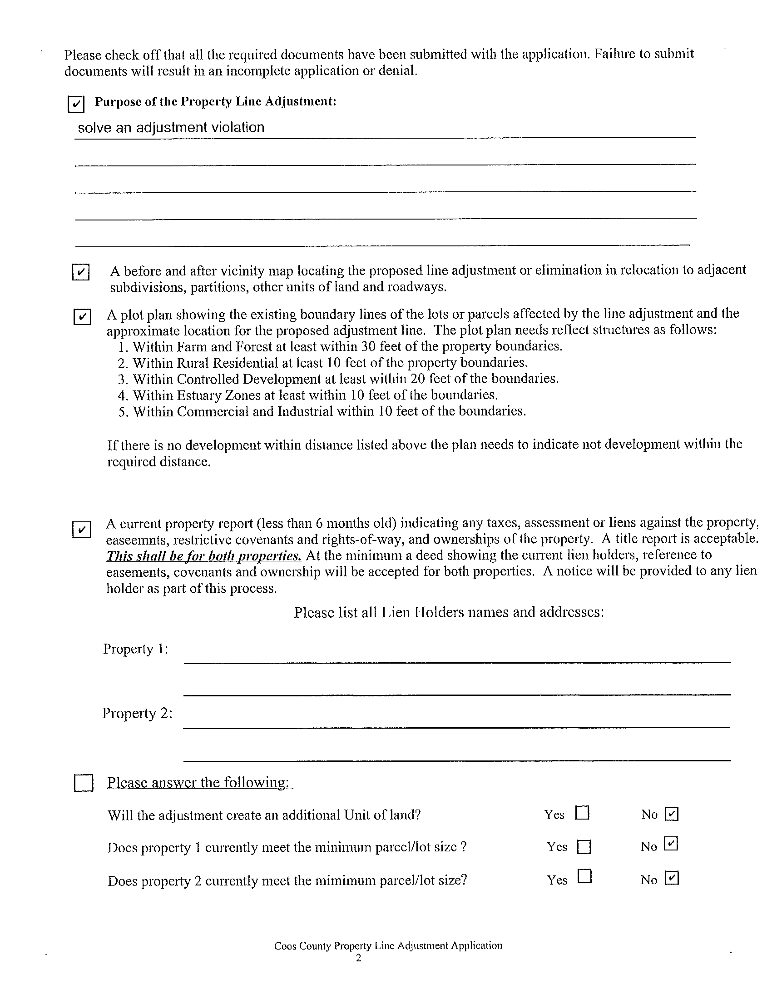 Please check off that all the required documents have been submitted with the application. Failure to submit
documents will result in an incomplete application or denial.
Purpose of the Property Line Adjustment:
solve an adjustment violation
A before and after vicinity map locating the proposed line adjustment or elimination in relocation to adjacent
subdivisions, partitions, other units of land and roadways.
A plot plan showing the existing boundary lines of the lots or parcels affected by the line adjustment and the
approximate location for the proposed adjustment line. The plot plan needs reflect structures as follows:
1. Within Farm and Forest at least within 30 feet of the property boundaries.
2. Within Rural Residential at least 10 feet of the property boundaries.
3. Within Controlled Development at least within 20 feet of the boundaries.
4. Within Estuary Zones at least within 10 feet of the boundaries.
5. Within Commercial and Industrial within 10 feet of the boundaries.
If there is no development within distance listed above the plan needs to indicate not development within the
required distance.
A current property report (less than 6 months old) indicating any taxes, assessment or liens against the property,
easeemnts, restrictive covenants and rights-of-way, and ownerships of the property. A title report is acceptable.
This shall be for both properties. At the minimum a deed showing the current lien holders, reference to
easements, covenants and ownership will be accepted for both properties. A notice will be provided to any lien
holder as part of this process.
Please list all Lien Holders names and addresses:
Property 1:
Property 2:
Please answer the following:
Will the adjustment create an additional Unit of land? Yes No
Does property 1 currently meet the minimum parcel/lot size ? Yes No
Does property 2 currently meet the mimimum parcel/lot size? Yes No
Coos County Property Line Adjustment Application
2